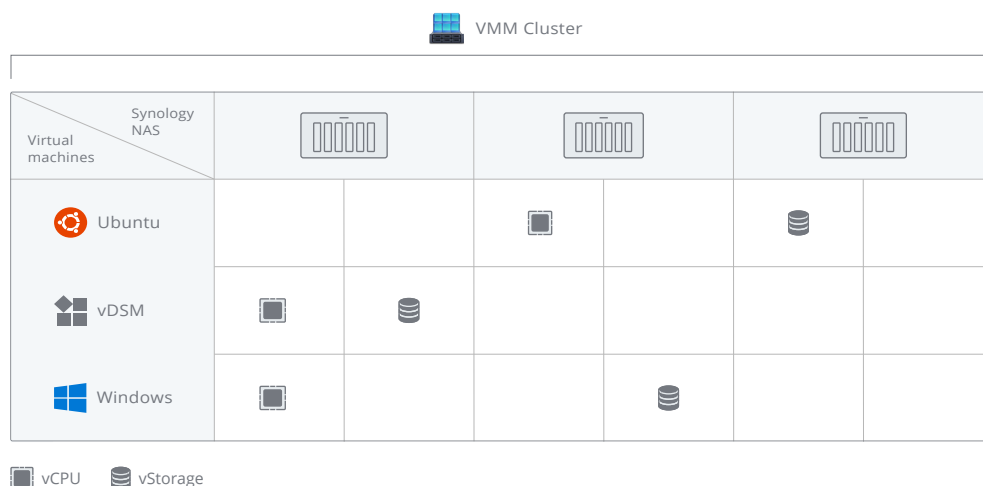 VMM Cluster
Synology
NAS
Virtual
machines
Ubuntu
vDSM
Windows
vCPU
vStorage